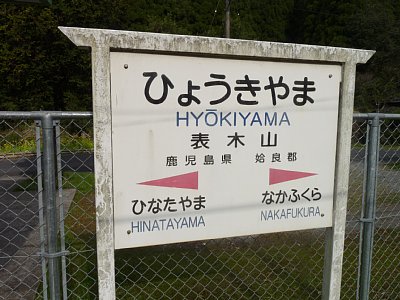 ひょうきやま
HYŌKIYAMA
表木山
鹿児島県 姶良郡
ひなたやま なかふくら
HINATAYAMA NAKAFUKURA